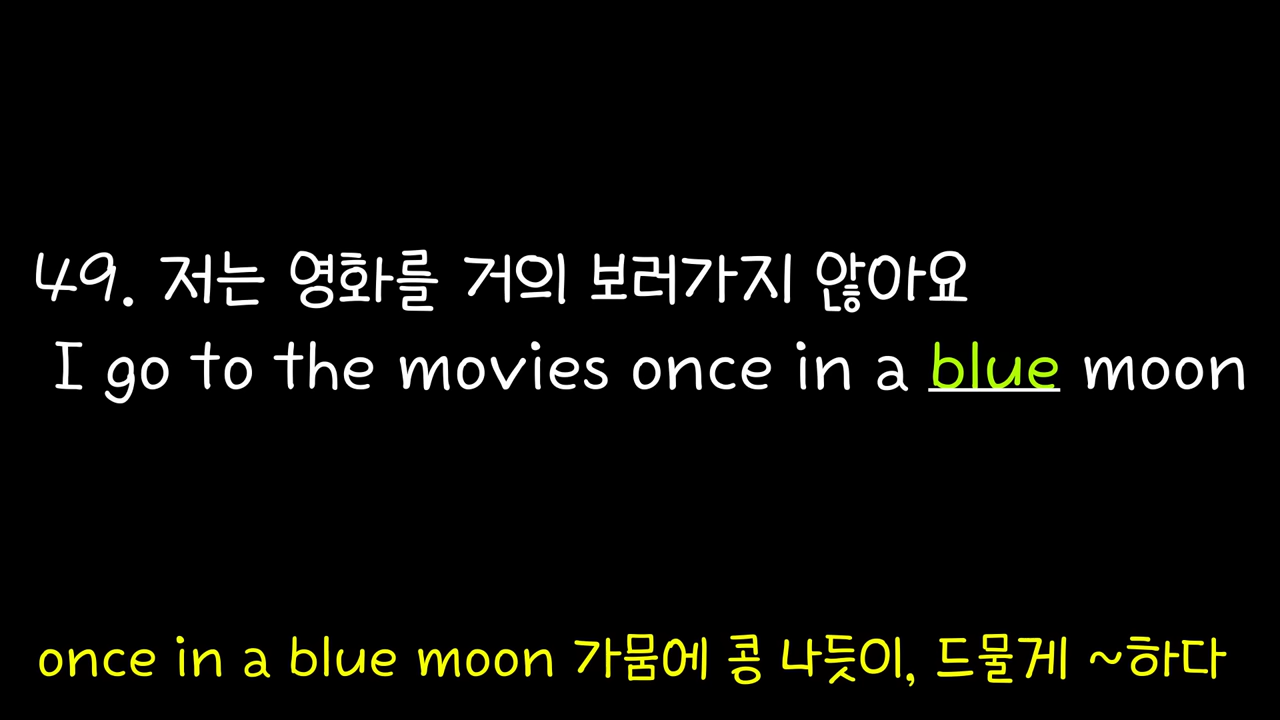 49. 저는 영화를 거의 보러가지 않아요
I go to the movies once in a blue moon
once in a blue moon 가뭄에 콩 나듯이, 드물게 ~하다